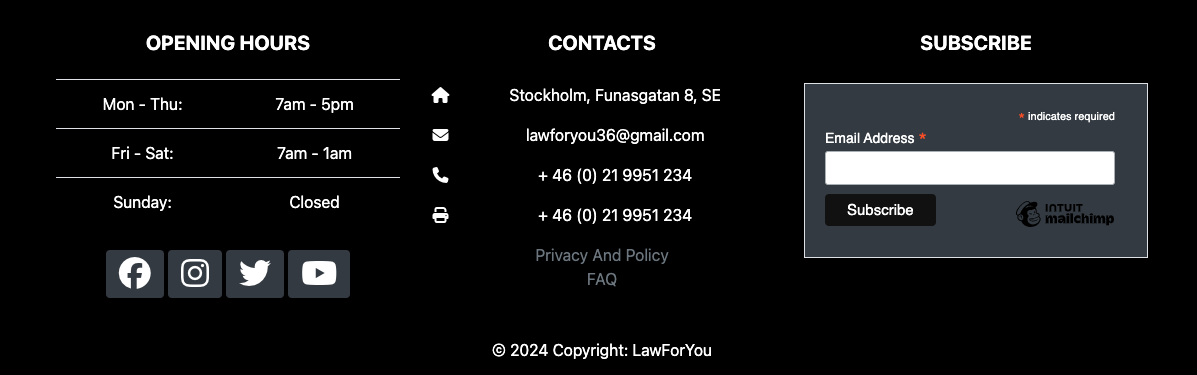 OPENING HOURS
Mon - Thu: 7am - 5pm
Fri - Sat: 7am - 1am
Sunday: Closed
CONTACTS
Stockholm, Funasgatan 8, SE
lawforyou36@gmail.com
+ 46 (0) 21 9951 234
+ 46 (0) 21 9951 234
Privacy And Policy
FAQ
SUBSCRIBE
* indicates required
Email Address *
Subscribe
INTUIT
mailchimp
© 2024 Copyright: LawForYou